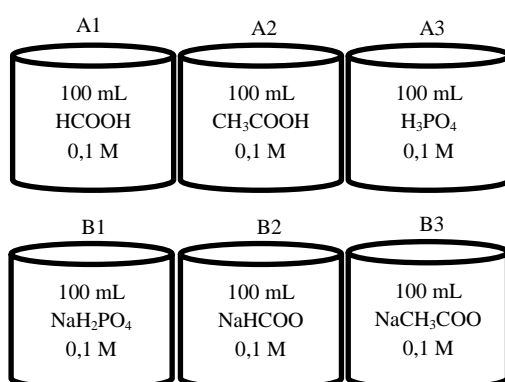 A1 A2 A3
100 mL 100 mL 100 mL
HCOOH CH₃COOH H₃PO₄
0,1 M 0,1 M 0,1 M
B1 B2 B3
100 mL 100 mL 100 mL
NaH₂PO₄ NaHCOO NaCH₃COO
0,1 M 0,1 M 0,1 M